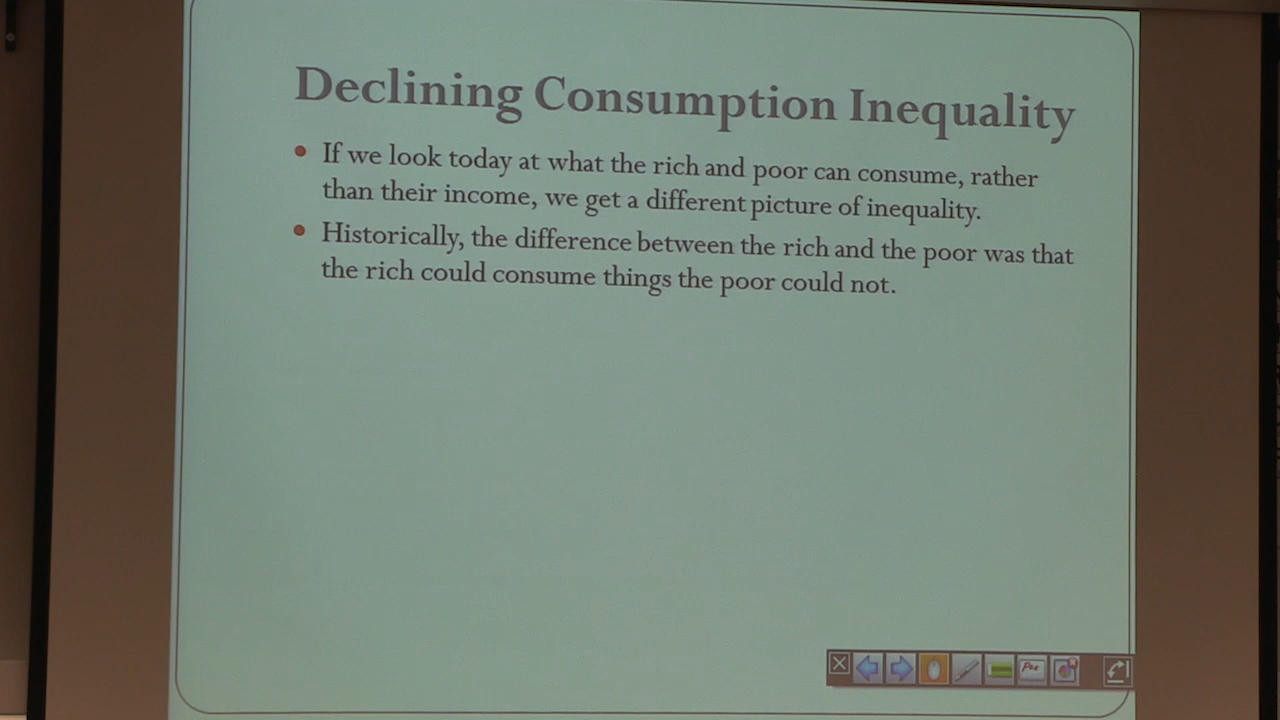 Declining Consumption Inequality
• If we look today at what the rich and poor can consume, rather
than their income, we get a different picture of inequality.
• Historically, the difference between the rich and the poor was that
the rich could consume things the poor could not.
Pen